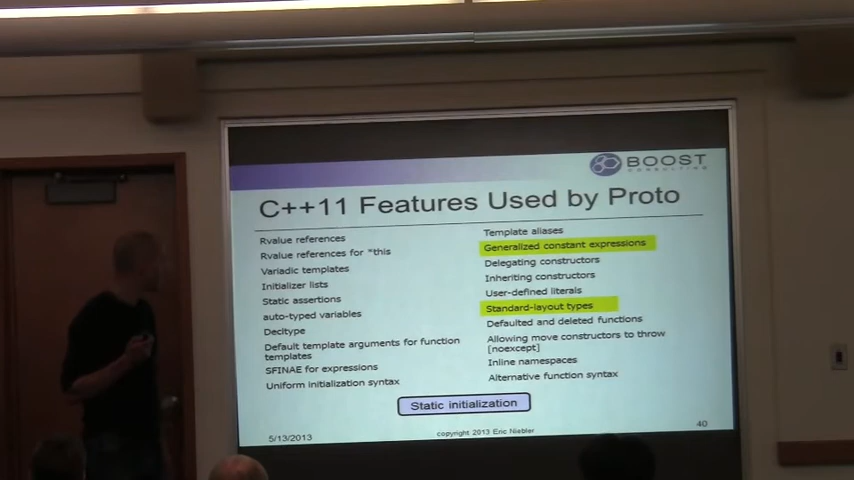 BOOST
CONSULTING
C++11 Features Used by Proto
Rvalue references
Rvalue references for *this
Variadic templates
Initializer lists
Static assertions
auto-typed variables
Decltype
Default template arguments for function
templates
SFINAE for expressions
Uniform initialization syntax
Template aliases
Generalized constant expressions
Delegating constructors
Inheriting constructors
User-defined literals
Standard-layout types
Defaulted and deleted functions
Allowing move constructors to throw
[noexcept]
Inline namespaces
Alternative function syntax
Static initialization
5/13/2013
copyright 2013 Eric Niebler
40